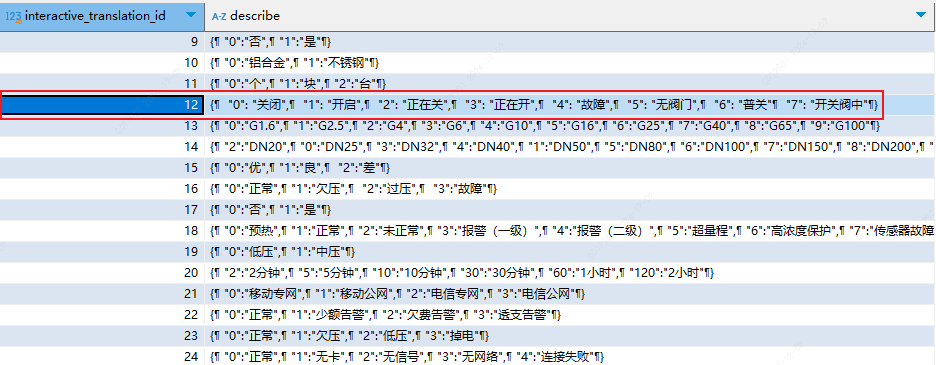 123 interactive_translation_id A-Z describe
9 {¶ "0":"否",¶ "1":"是"¶}
10 {¶ "0":"铝合金",¶ "1":"不锈钢"¶}
11 {¶ "0":"个",¶ "1":"块",¶ "2":"台"¶}
12 {¶ "0": "关闭",¶ "1": "开启",¶ "2": "正在关",¶ "3": "正在开",¶ "4": "故障",¶ "5": "无阀门",¶ "6": "普关"¶ "7": "开关阀中"¶}
13 {¶ "0":"G1.6",¶ "1":"G2.5",¶ "2":"G4",¶ "3":"G6",¶ "4":"G10",¶ "5":"G16",¶ "6":"G25",¶ "7":"G40",¶ "8":"G65",¶ "9":"G100"¶}
14 {¶ "2":"DN20",¶ "0":"DN25",¶ "3":"DN32",¶ "4":"DN40",¶ "1":"DN50",¶ "5":"DN80",¶ "6":"DN100",¶ "7":"DN150",¶ "8":"DN200",¶ "
15 {¶ "0":"优",¶ "1":"良",¶ "2":"差"¶}
16 {¶ "0":"正常",¶ "1":"欠压",¶ "2":"过压",¶ "3":"故障"¶}
17 {¶ "0":"否",¶ "1":"是"¶}
18 {¶ "0":"预热",¶ "1":"正常",¶ "2":"未正常",¶ "3":"报警（一级）",¶ "4":"报警（二级）",¶ "5":"超量程",¶ "6":"高浓度保护",¶ "7":"传感器故障
19 {¶ "0":"低压",¶ "1":"中压"¶}
20 {¶ "2":"2分钟",¶ "5":"5分钟",¶ "10":"10分钟",¶ "30":"30分钟",¶ "60":"1小时",¶ "120":"2小时"¶}
21 {¶ "0":"移动专网",¶ "1":"移动公网",¶ "2":"电信专网",¶ "3":"电信公网"¶}
22 {¶ "0":"正常",¶ "1":"少额告警",¶ "2":"欠费告警",¶ "3":"透支告警"¶}
23 {¶ "0":"正常",¶ "1":"欠压",¶ "2":"低压",¶ "3":"掉电"¶}
24 {¶ "0":"正常",¶ "1":"无卡",¶ "2":"无信号",¶ "3":"无网络",¶ "4":"连接失败"¶}